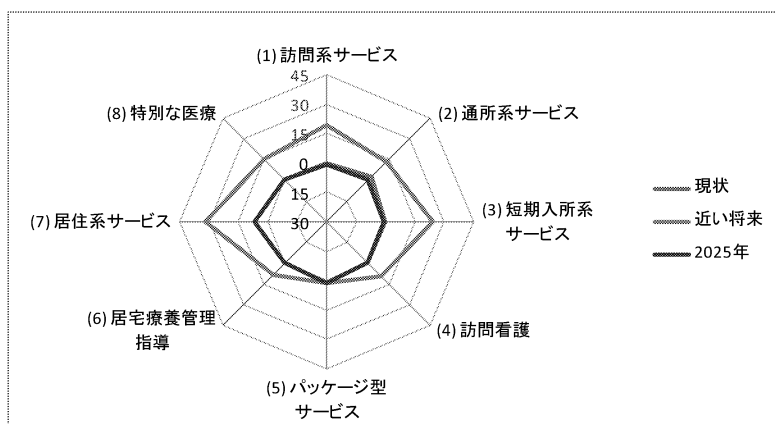 (1) 訪問系サービス
45
30
15
0
15
30
(2) 通所系サービス
(3) 短期入所系
サービス
(4) 訪問看護
(5) パッケージ型
サービス
(6) 居宅療養管理
指導
(7) 居住系サービス
(8) 特別な医療
現状
近い将来
2025年